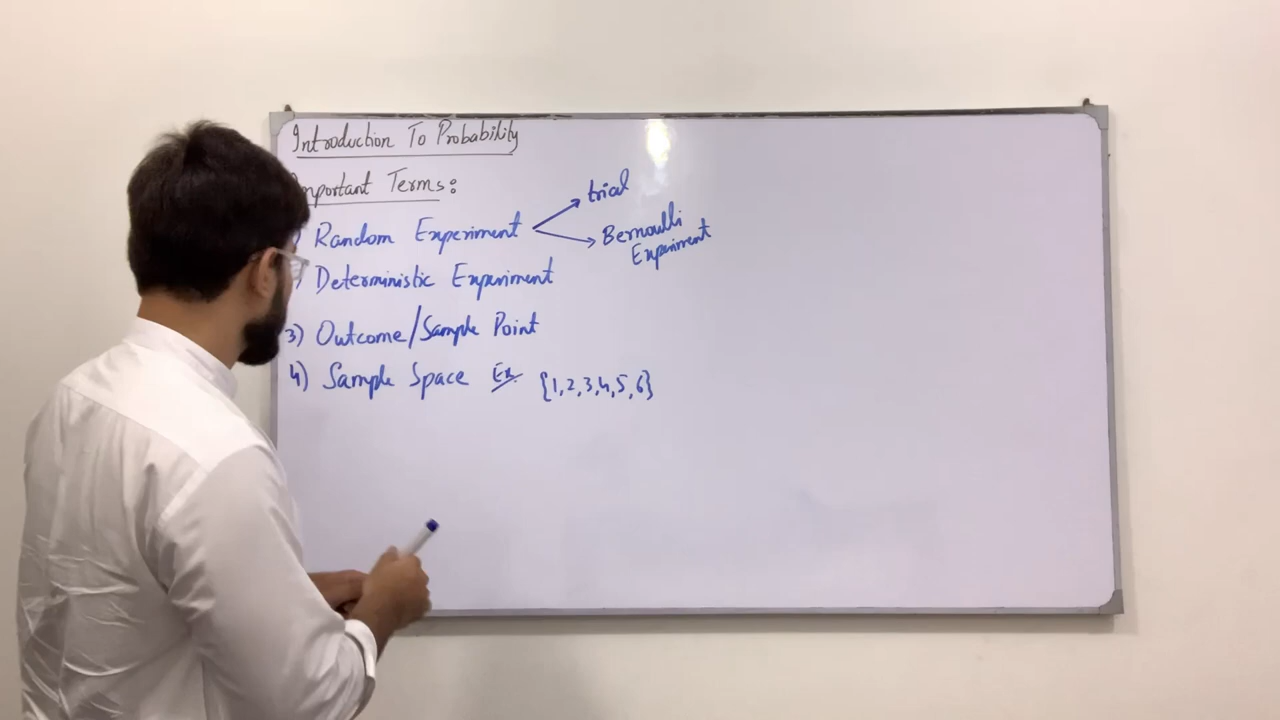 Introduction To Probability
Important Terms:
) Random Experiment
trial
Bernoulli
Experiment
) Deterministic Experiment
3) Outcome/Sample Point
4) Sample Space Ex. {1,2,3,4,5,6}